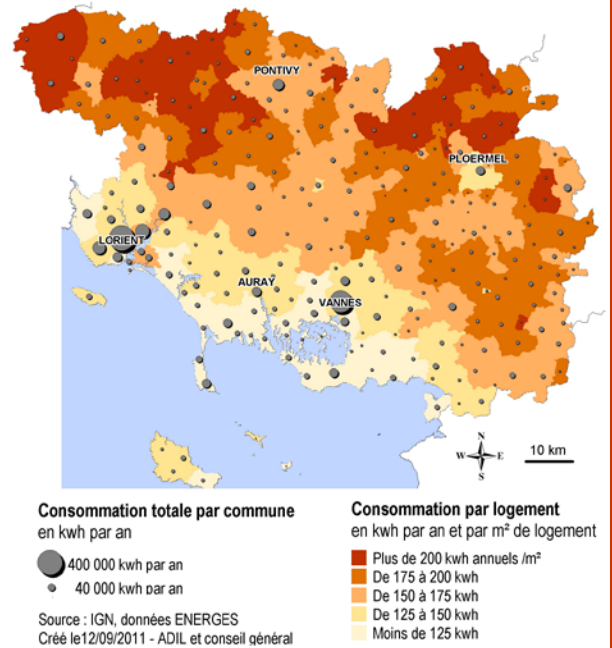 PONTIVY
PLOERMEL
LORIENT
AURAY
VANNES
N
W E
S
10 km
Consommation totale par commune
en kwh par an
400 000 kwh par an
40 000 kwh par an
Source : IGN, données ENERGES
Créé le12/09/2011 - ADIL et conseil général
Consommation par logement
en kwh par an et par m² de logement
Plus de 200 kwh annuels /m²
De 175 à 200 kwh
De 150 à 175 kwh
De 125 à 150 kwh
Moins de 125 kwh